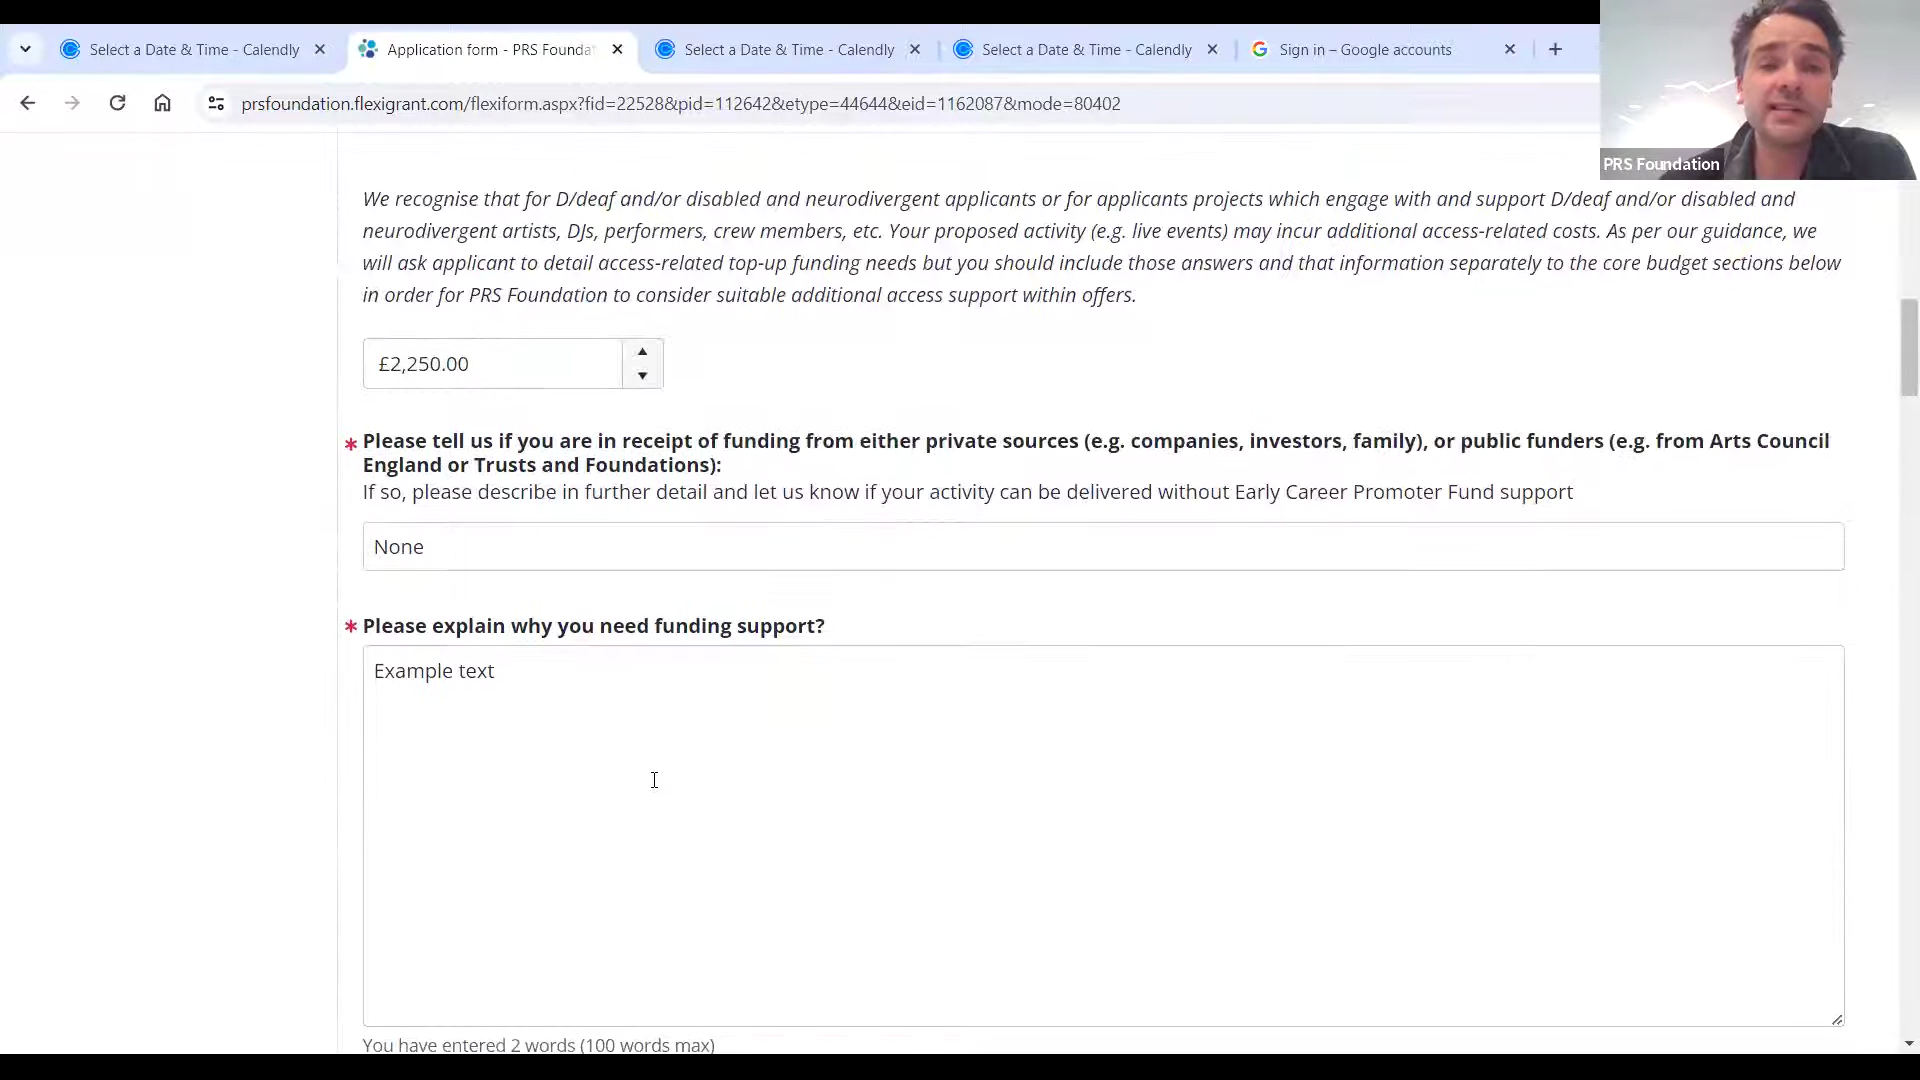 Select a Date & Time - Calendly
Application form - PRS Foundat
Select a Date & Time - Calendly
Select a Date & Time - Calendly
Sign in – Google accounts
prsfoundation.flexigrant.com/flexiform.aspx?fid=22528&pid=112642&etype=44644&eid=1162087&mode=80402
PRS Foundation
We recognise that for D/deaf and/or disabled and neurodivergent applicants or for applicants projects which engage with and support D/deaf and/or disabled and
neurodivergent artists, DJs, performers, crew members, etc. Your proposed activity (e.g. live events) may incur additional access-related costs. As per our guidance, we
will ask applicant to detail access-related top-up funding needs but you should include those answers and that information separately to the core budget sections below
in order for PRS Foundation to consider suitable additional access support within offers.
£2,250.00
* Please tell us if you are in receipt of funding from either private sources (e.g. companies, investors, family), or public funders (e.g. from Arts Council
England or Trusts and Foundations):
If so, please describe in further detail and let us know if your activity can be delivered without Early Career Promoter Fund support
None
* Please explain why you need funding support?
Example text
You have entered 2 words (100 words max)